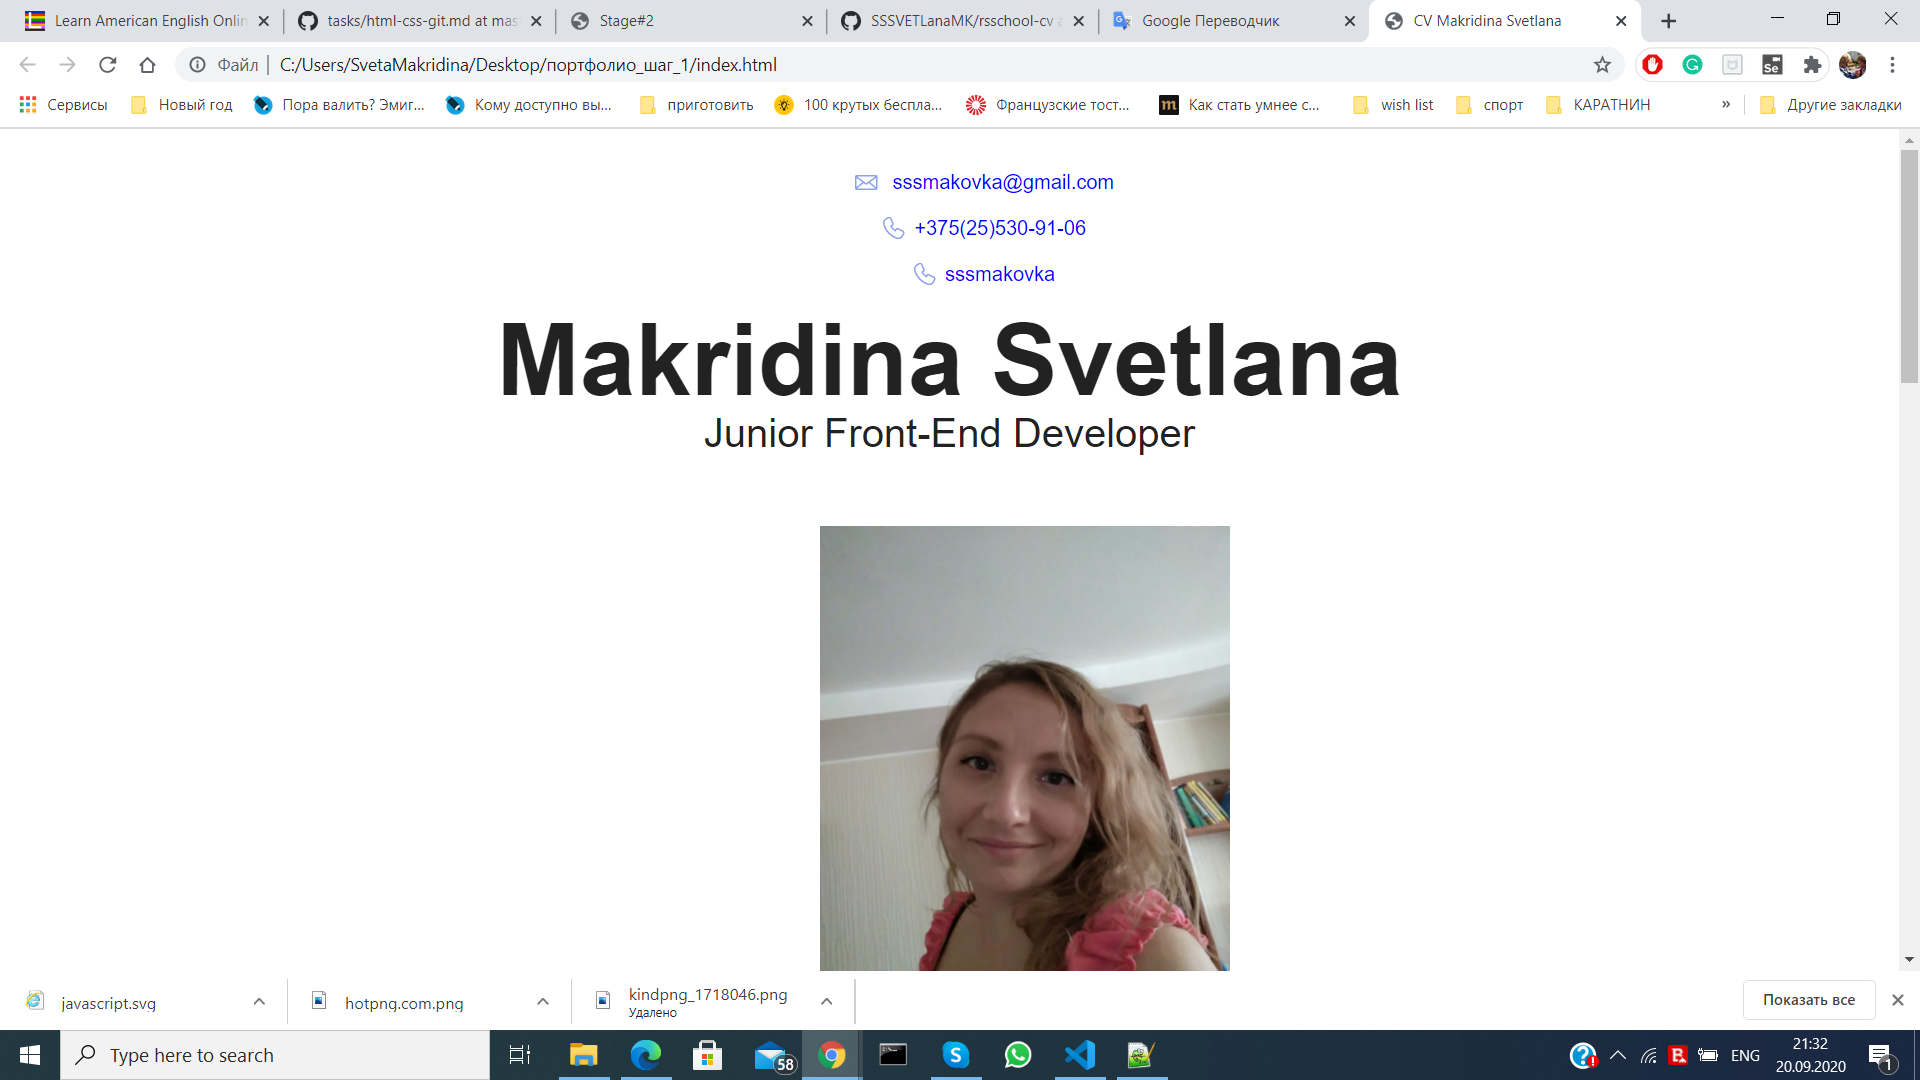 Learn American English Onlin
tasks/html-css-git.md at mas
Stage#2
SSSVETLanaMK/rsschool-cv a
Google Переводчик
CV Makridina Svetlana
Файл
C:/Users/SvetaMakridina/Desktop/портфолио_шаг_1/index.html
Se
Сервисы
Новый год
Пора валить? Эмиг...
Кому доступно вы...
приготовить
100 крутых беспла...
Французские тост...
m
Как стать умнее с...
wish list
спорт
КАРАТНИН
»
Другие закладки
sssmakovka@gmail.com
+375(25)530-91-06
sssmakovka
Makridina Svetlana
Junior Front-End Developer
javascript.svg
hotpng.com.png
kindpng_1718046.png
Удалено
Показать все
Type here to search
58
ENG
21:32
20.09.2020
1